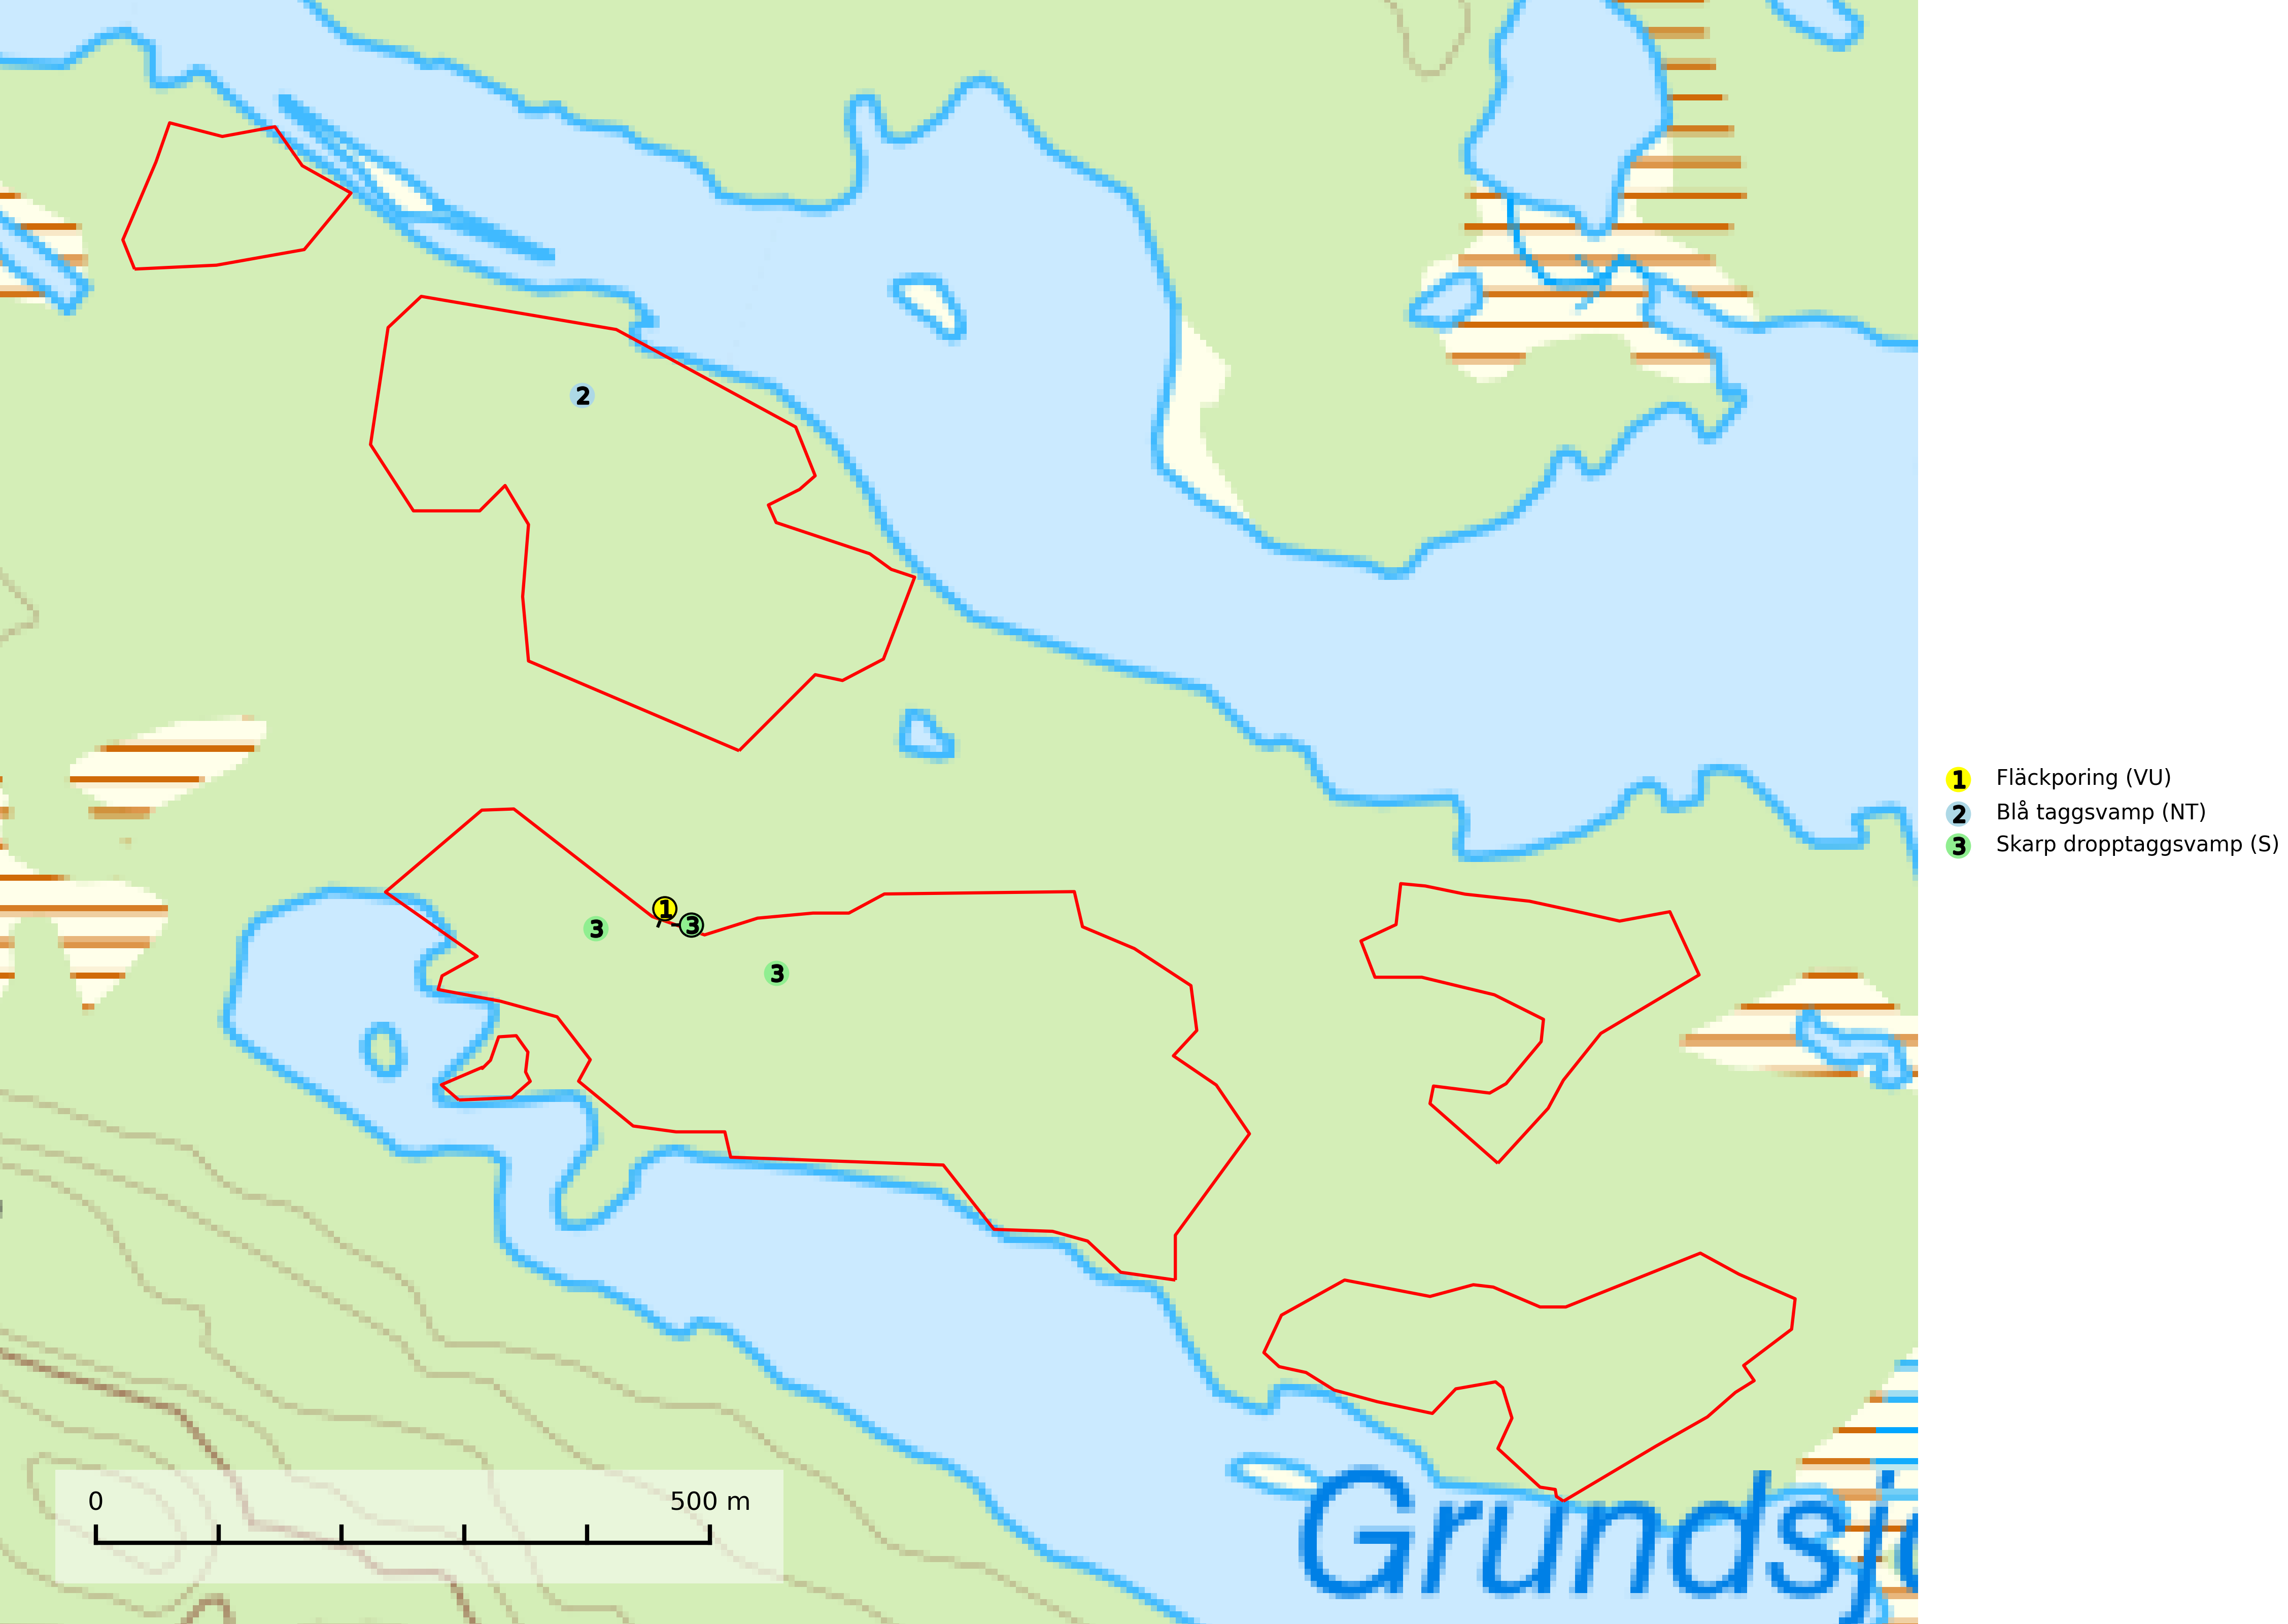 2
1
3
3
3
1 Fläckporing (VU)
2 Blå taggsvamp (NT)
3 Skarp dropptaggsvamp (S)
0 500 m